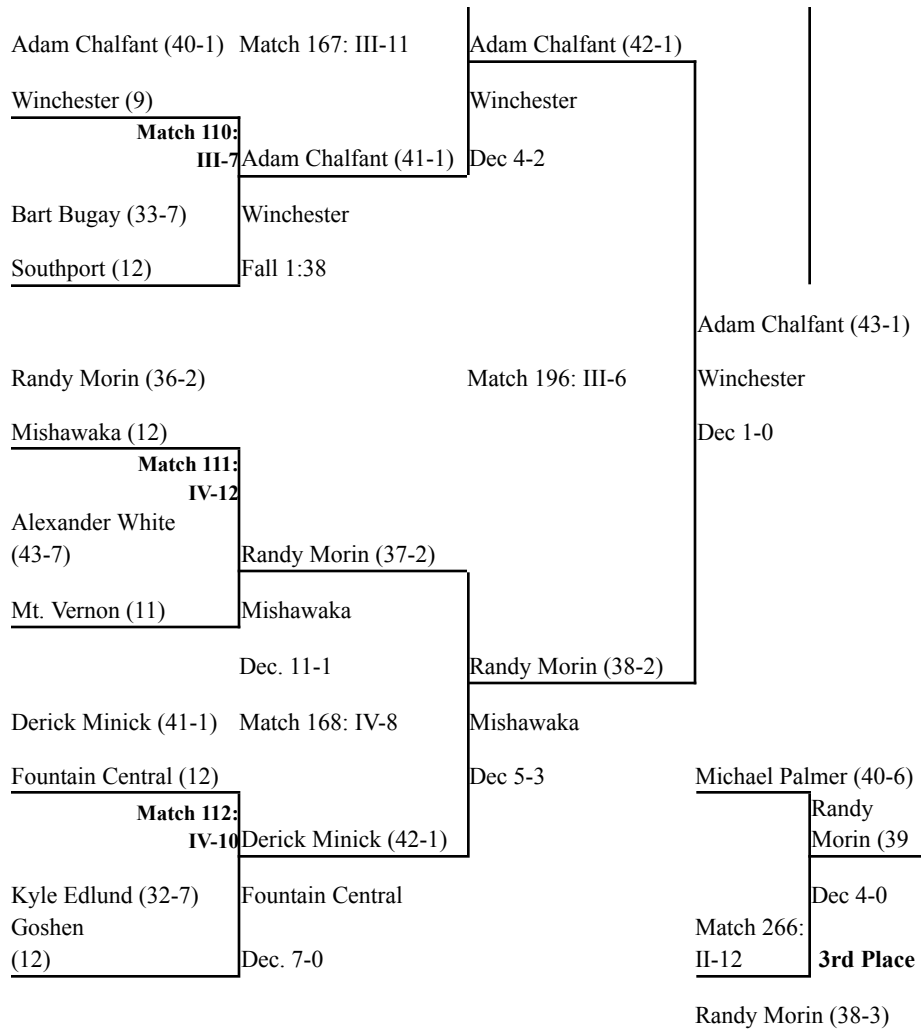 Adam Chalfant (40-1) Match 167: III-11 Adam Chalfant (42-1)
Winchester (9) Winchester
Match 110:
III-7 Adam Chalfant (41-1) Dec 4-2
Bart Bugay (33-7) Winchester
Southport (12) Fall 1:38
Adam Chalfant (43-1)
Randy Morin (36-2) Match 196: III-6 Winchester
Mishawaka (12) Dec 1-0
Match 111:
IV-12
Alexander White
(43-7) Randy Morin (37-2)
Mt. Vernon (11) Mishawaka
Dec. 11-1 Randy Morin (38-2)
Derick Minick (41-1) Match 168: IV-8 Mishawaka
Fountain Central (12) Dec 5-3 Michael Palmer (40-6)
Match 112: Randy
IV-10 Derick Minick (42-1) Morin (39
Kyle Edlund (32-7) Fountain Central Dec 4-0
Goshen Match 266:
(12) Dec. 7-0 II-12 3rd Place
Randy Morin (38-3)